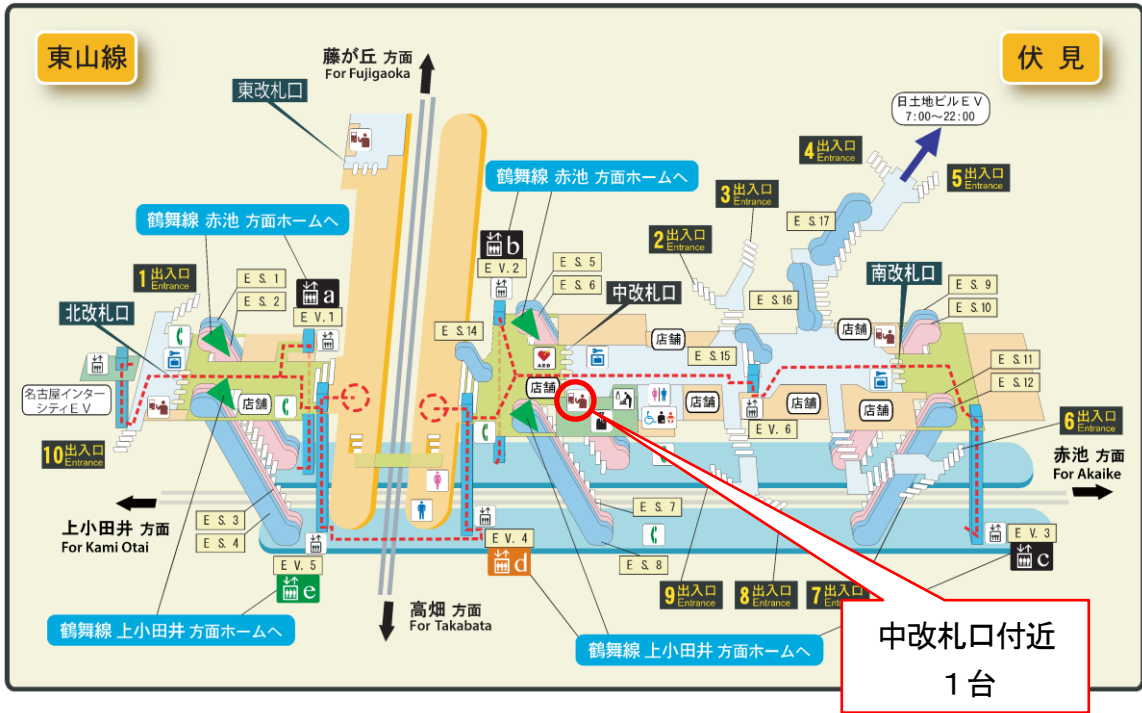 東山線
伏見
藤が丘 方面
For Fujigaoka
東改札口
日土地ビルEV
7:00～22:00
4 出入口
Entrance
5 出入口
Entrance
鶴舞線 赤池 方面ホームへ
3 出入口
Entrance
鶴舞線 赤池 方面ホームへ
b
E S.17
2 出入口
Entrance
1 出入口
Entrance
E S.1
E S.2
a
E V.1
E V.2
E S.5
E S.6
中改札口
南改札口
E S.9
E S.10
北改札口
E S.14
E S.16
店舗
E S.15
AED
E S.11
E S.12
名古屋インター
シティEV
店舗
店舗
店舗
店舗
店舗
E V.6
6 出入口
Entrance
10 出入口
Entrance
赤池 方面
For Akaike
上小田井 方面
For Kami Otai
E S.3
E S.4
E S.7
E V.5
e
E V.4
d
E S.8
E V.3
c
9 出入口
Entrance
8 出入口
Entrance
7 出入口
Entrance
高畑 方面
For Takabata
鶴舞線 上小田井 方面ホームへ
鶴舞線 上小田井 方面ホームへ
中改札口付近
１台